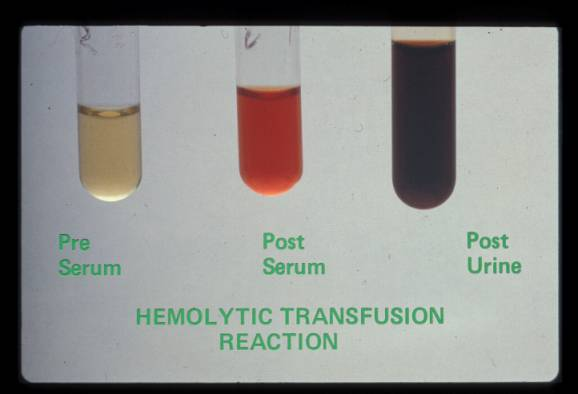 Pre
Serum
Post
Serum
Post
Urine
HEMOLYTIC TRANSFUSION
REACTION